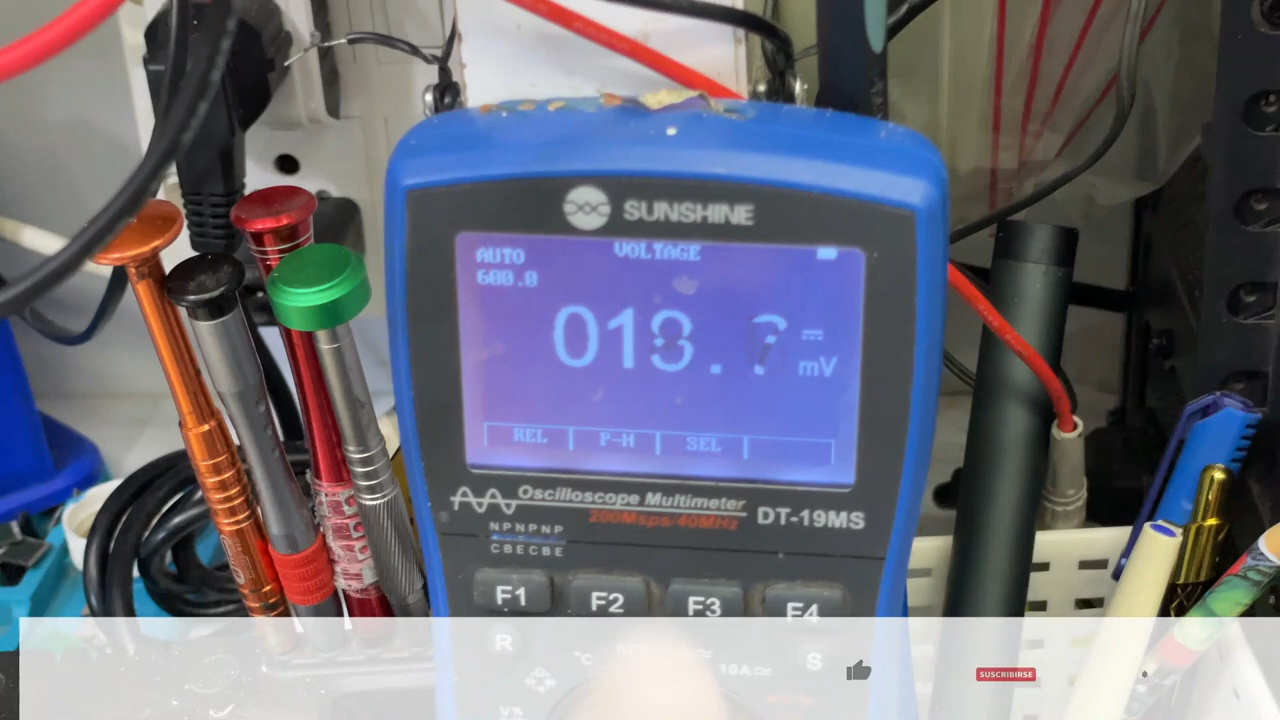 SUNSHINE
AUTO
VOLTAGE
600.0
mV
REL
P-H
SEL
Oscilloscope Multimeter
200Msps/40MHz
DT-19MS
NPNPNP
CBECBE
F1
F2
F3
F4
R
°C
10A
S
V%
SUSCRIBIRSE